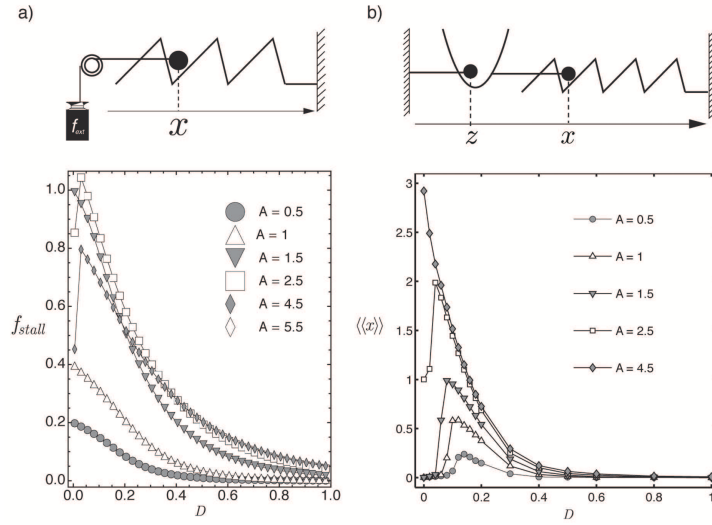 a)
f_ext
x
b)
z
x
f_stall
1.0
0.8
0.6
0.4
0.2
0.0
A = 0.5
A = 1
A = 1.5
A = 2.5
A = 4.5
A = 5.5
0.0 0.2 0.4 0.6 0.8 1.0
D
⟨⟨x⟩⟩
3
2.5
2
1.5
1
0.5
0
A = 0.5
A = 1
A = 1.5
A = 2.5
A = 4.5
0 0.2 0.4 0.6 0.8 1
D